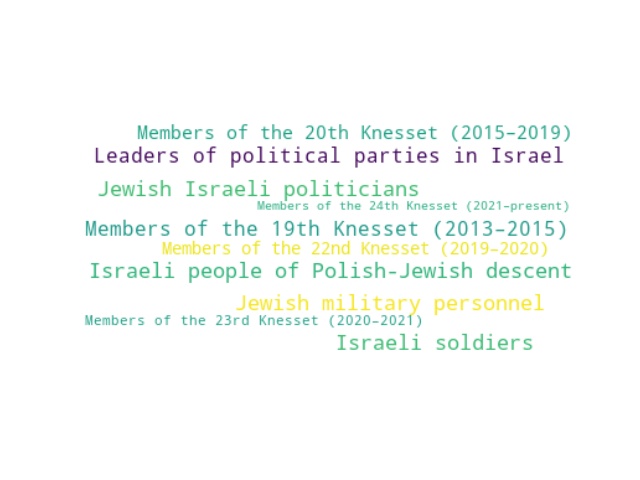 Members of the 20th Knesset (2015–2019)
Leaders of political parties in Israel
Jewish Israeli politicians
Members of the 24th Knesset (2021–present)
Members of the 19th Knesset (2013–2015)
Members of the 22nd Knesset (2019–2020)
Israeli people of Polish-Jewish descent
Jewish military personnel
Members of the 23rd Knesset (2020–2021)
Israeli soldiers